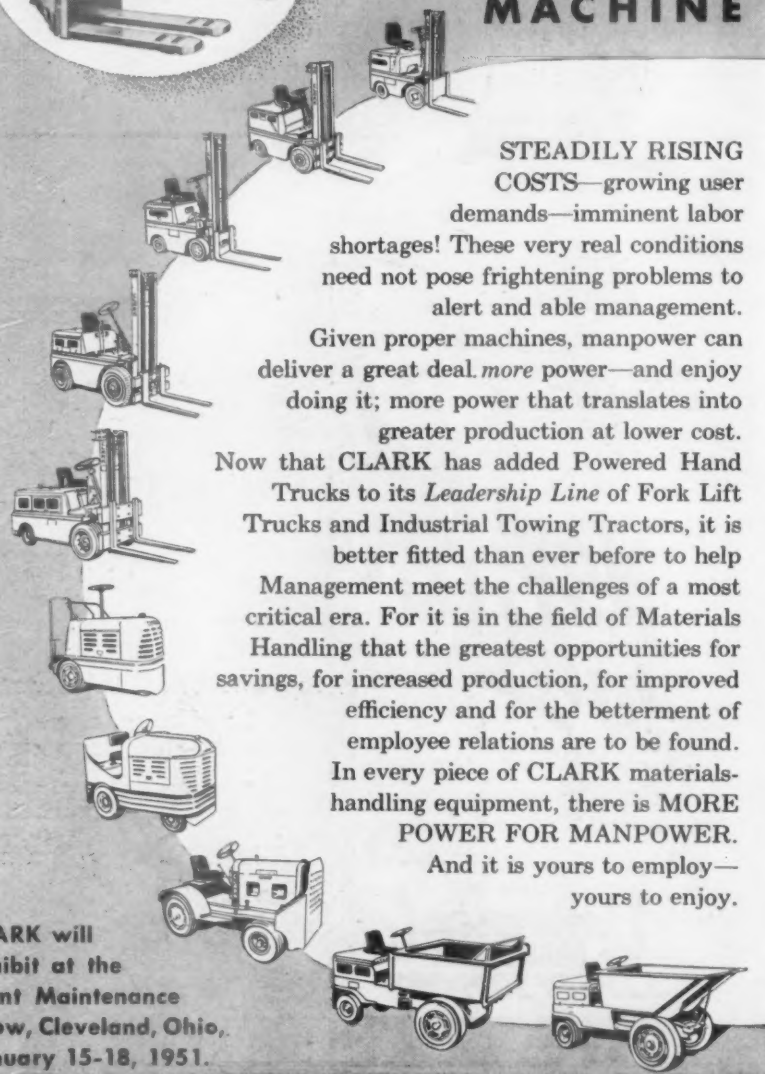 MACHINE
STEADILY RISING
COSTS—growing user
demands—imminent labor
shortages! These very real conditions
need not pose frightening problems to
alert and able management.
Given proper machines, manpower can
deliver a great deal more power—and enjoy
doing it; more power that translates into
greater production at lower cost.
Now that CLARK has added Powered Hand
Trucks to its Leadership Line of Fork Lift
Trucks and Industrial Towing Tractors, it is
better fitted than ever before to help
Management meet the challenges of a most
critical era. For it is in the field of Materials
Handling that the greatest opportunities for
savings, for increased production, for improved
efficiency and for the betterment of
employee relations are to be found.
In every piece of CLARK materials-
handling equipment, there is MORE
POWER FOR MANPOWER.
And it is yours to employ—
yours to enjoy.
ARK will
hibit at the
nt Maintenance
ow, Cleveland, Ohio,
nuary 15-18, 1951.